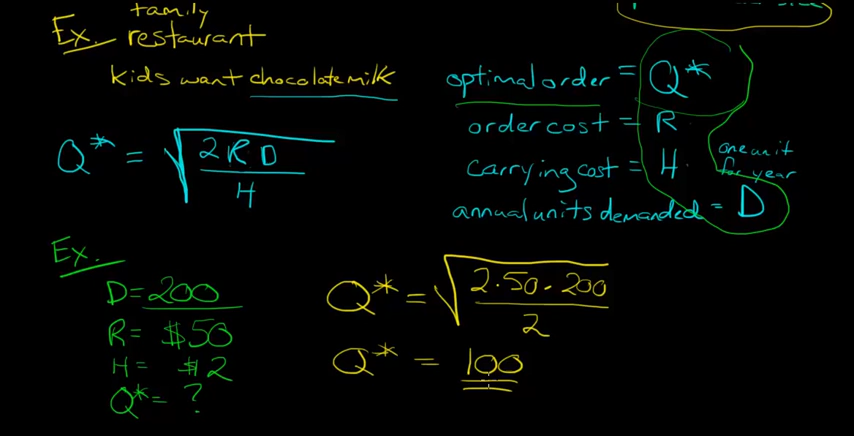 Ex. family
restaurant
kids want chocolate milk
Q* = √(2RD/H)
optimal order = Q*
order cost = R
carrying cost = H one unit for year
annual units demanded = D
Ex.
D = 200
R = $50
H = $2
Q* = ?
Q* = √(2·50·200/2)
Q* = 100